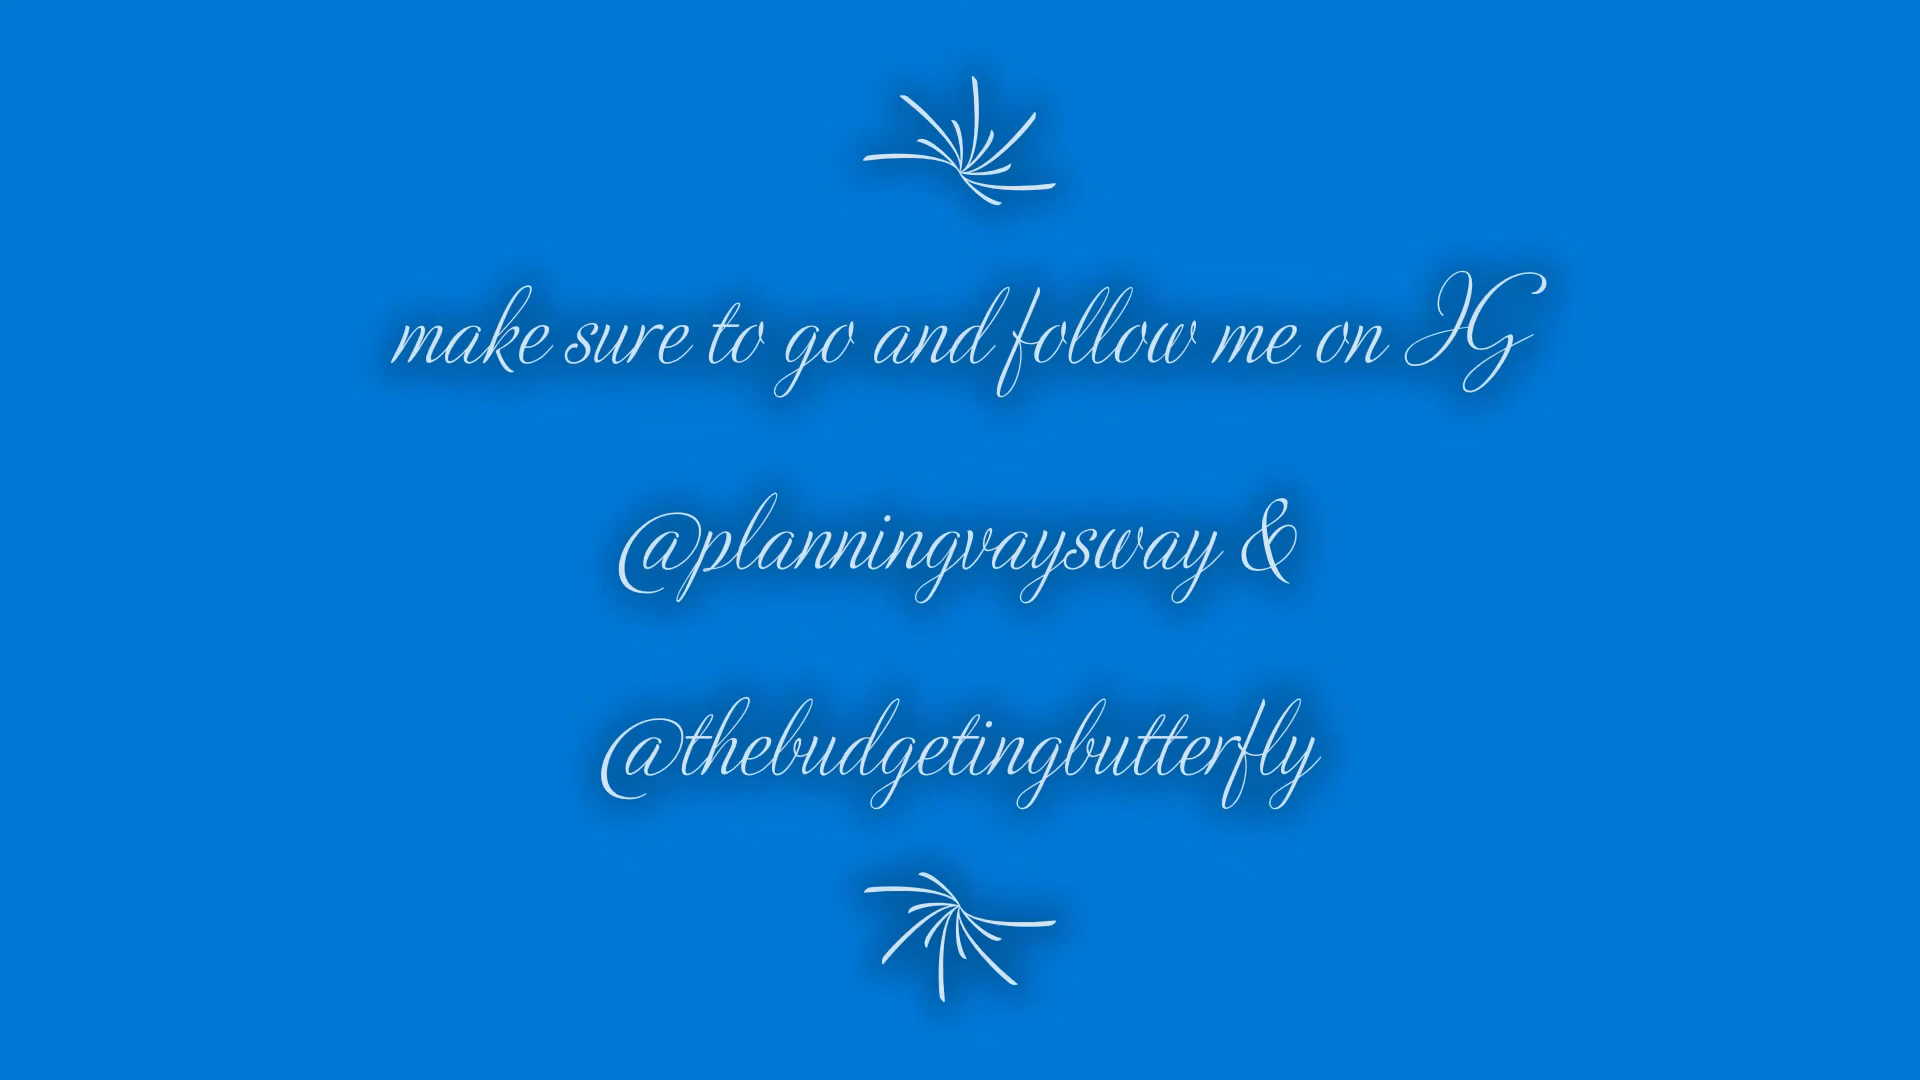 make sure to go and follow me on IG
@planningvaysway &
@thebudgetingbutterfly